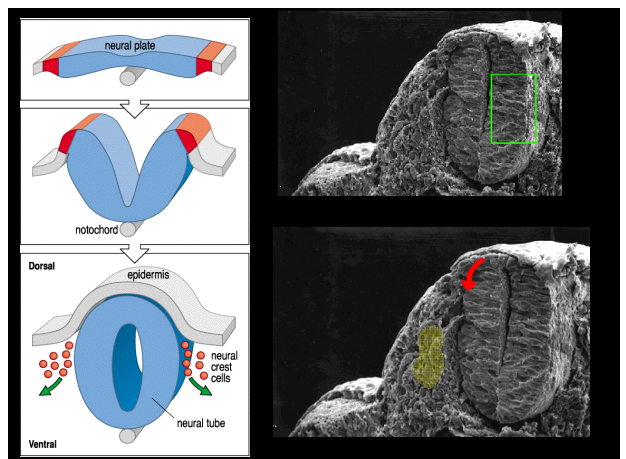 neural plate
notochord
Dorsal
epidermis
neural
crest
cells
neural tube
Ventral